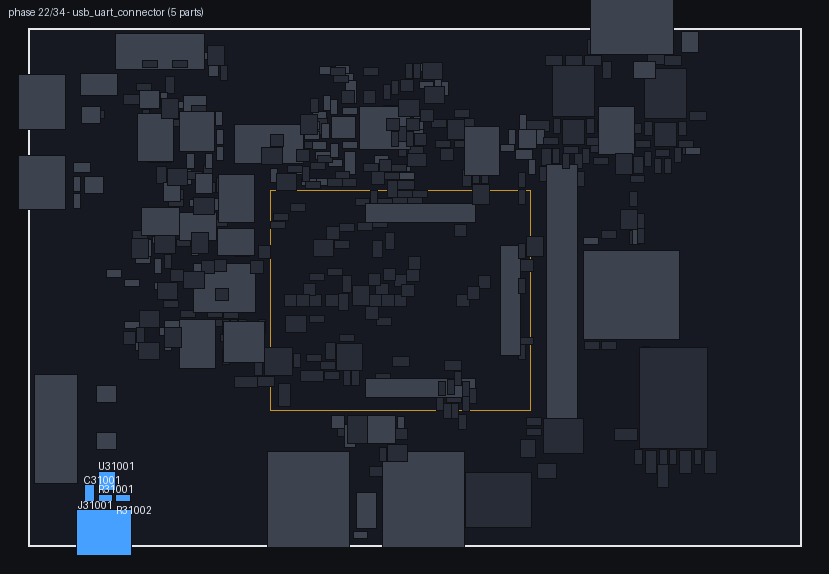 phase 22/34 - usb_uart_connector (5 parts)
U31001
C31001
R31001
J31001
R31002